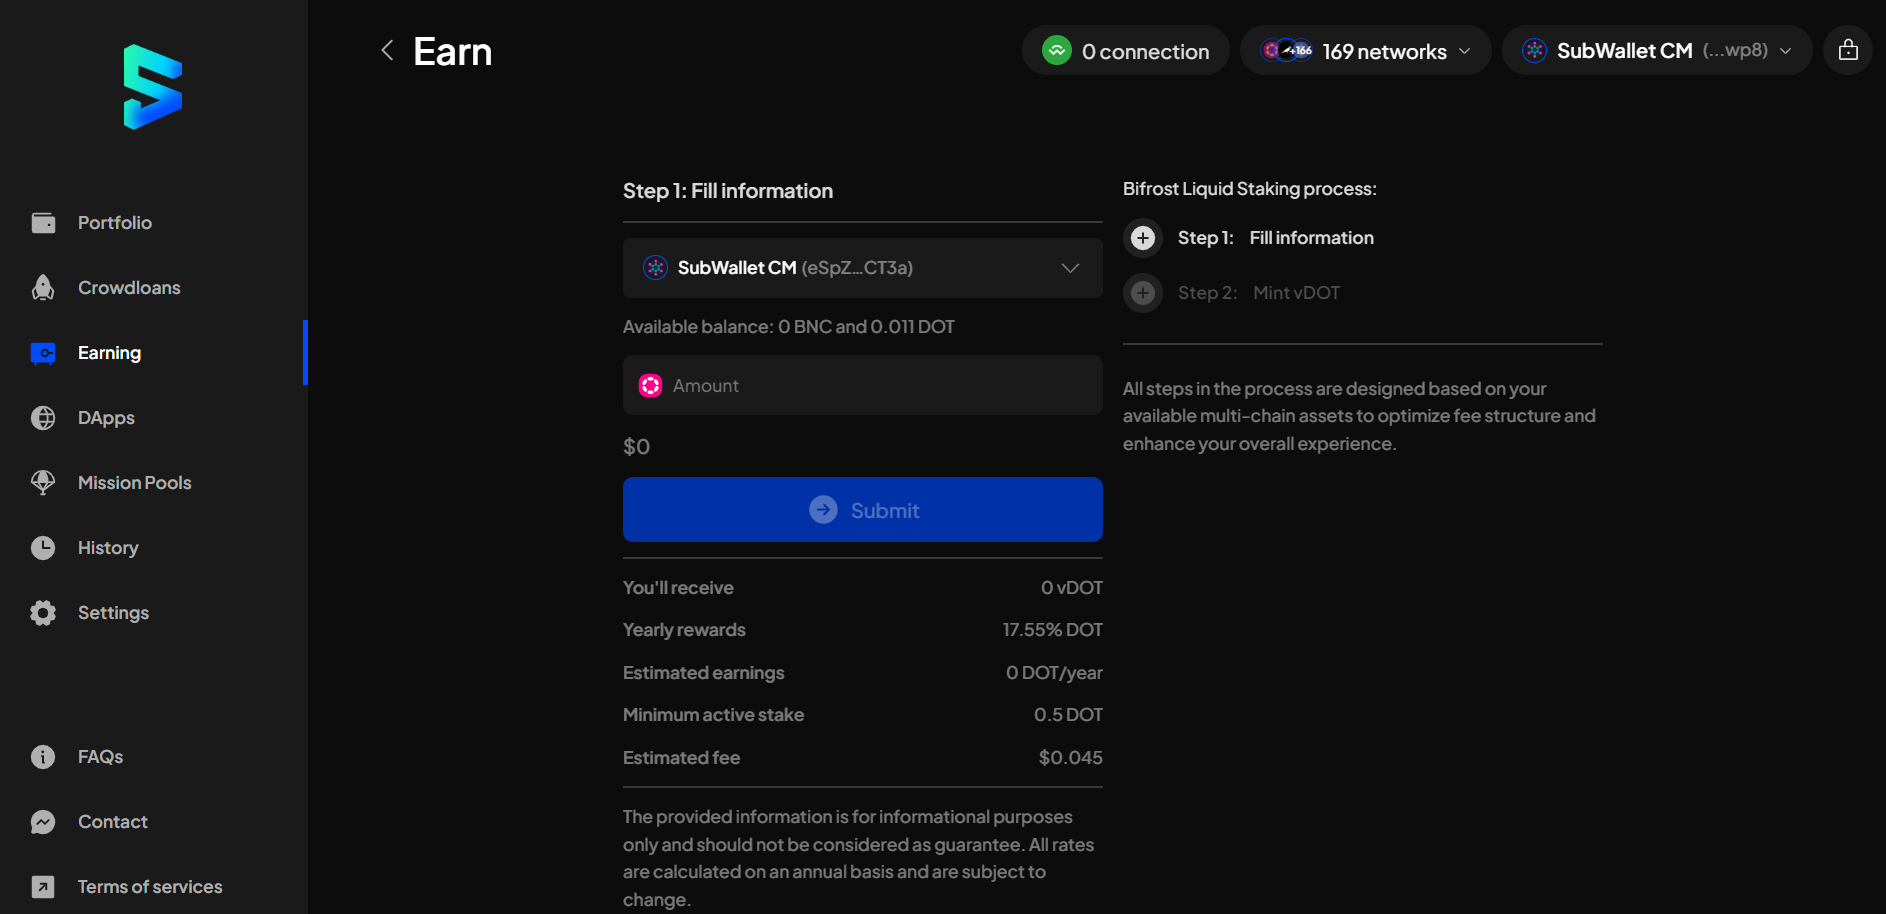 Earn
0 connection
+166
169 networks
SubWallet CM (...wp8)
Portfolio
Crowdloans
Earning
DApps
Mission Pools
History
Settings
FAQs
Contact
Terms of services
Step 1: Fill information
SubWallet CM (eSpZ...CT3a)
Available balance: 0 BNC and 0.011 DOT
Amount
$0
Submit
You'll receive 0 vDOT
Yearly rewards 17.55% DOT
Estimated earnings 0 DOT/year
Minimum active stake 0.5 DOT
Estimated fee $0.045
The provided information is for informational purposes
only and should not be considered as guarantee. All rates
are calculated on an annual basis and are subject to
change.
Bifrost Liquid Staking process:
Step 1: Fill information
Step 2: Mint vDOT
All steps in the process are designed based on your
available multi-chain assets to optimize fee structure and
enhance your overall experience.